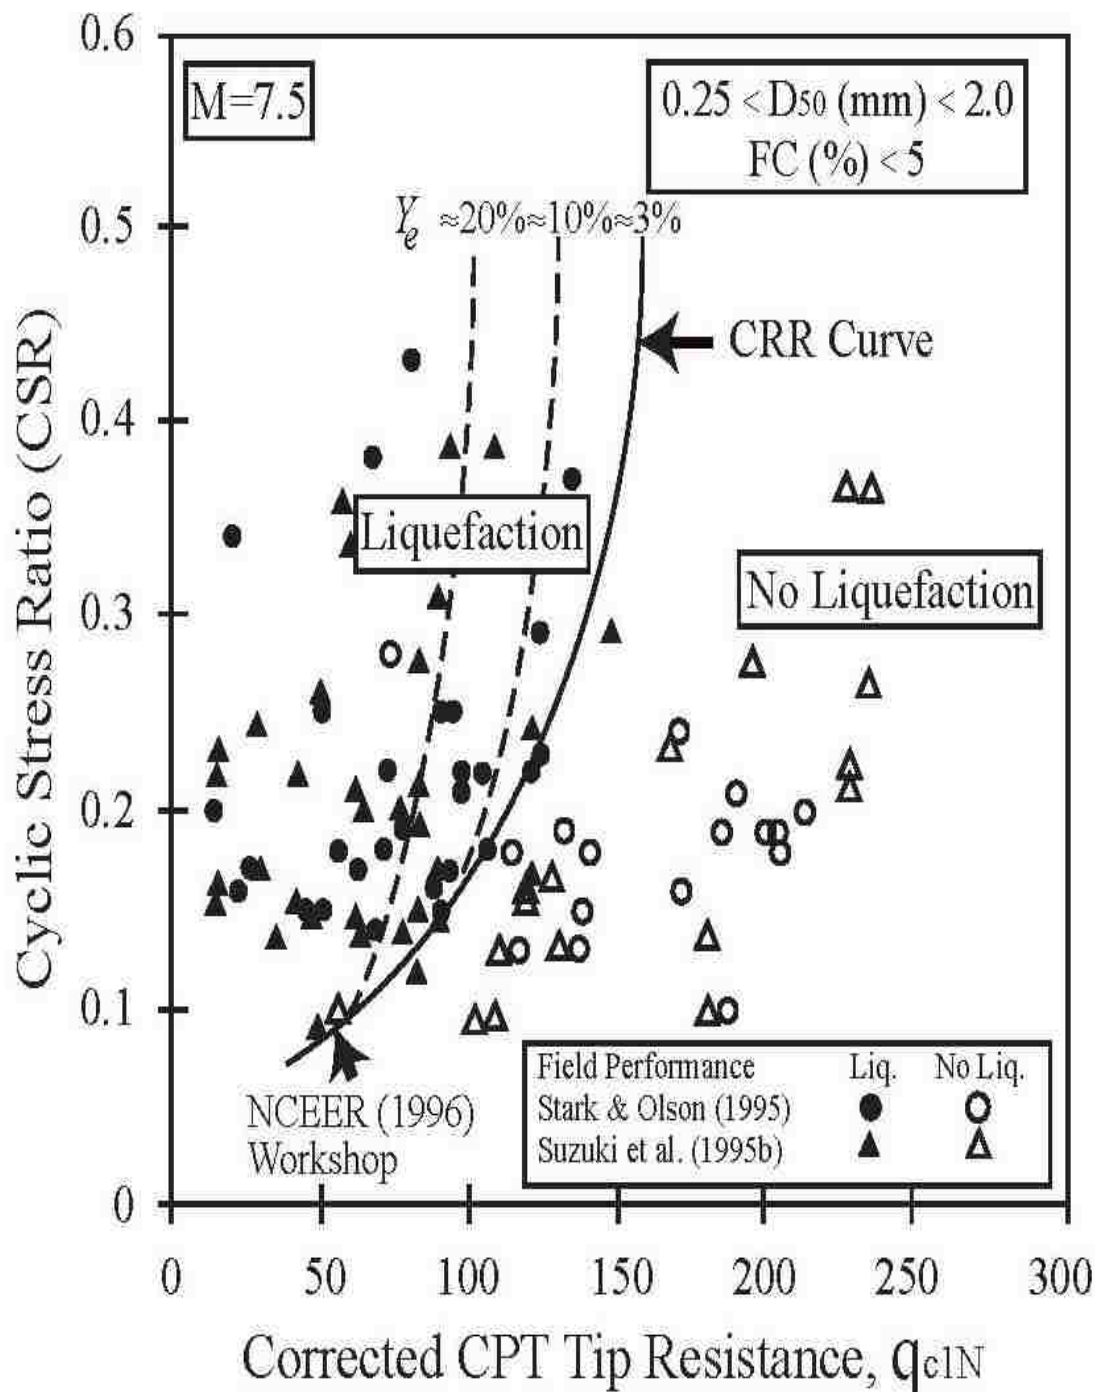 0.6
M=7.5
0.25 < D50 (mm) < 2.0
FC (%) < 5
Ye ≈20%≈10%≈3%
0.5
CRR Curve
0.4
Liquefaction
No Liquefaction
0.3
0.2
0.1
NCEER (1996)
Workshop
Field Performance Liq. No Liq.
Stark & Olson (1995)
Suzuki et al. (1995b)
0
0 50 100 150 200 250 300
Cyclic Stress Ratio (CSR)
Corrected CPT Tip Resistance, qc1N